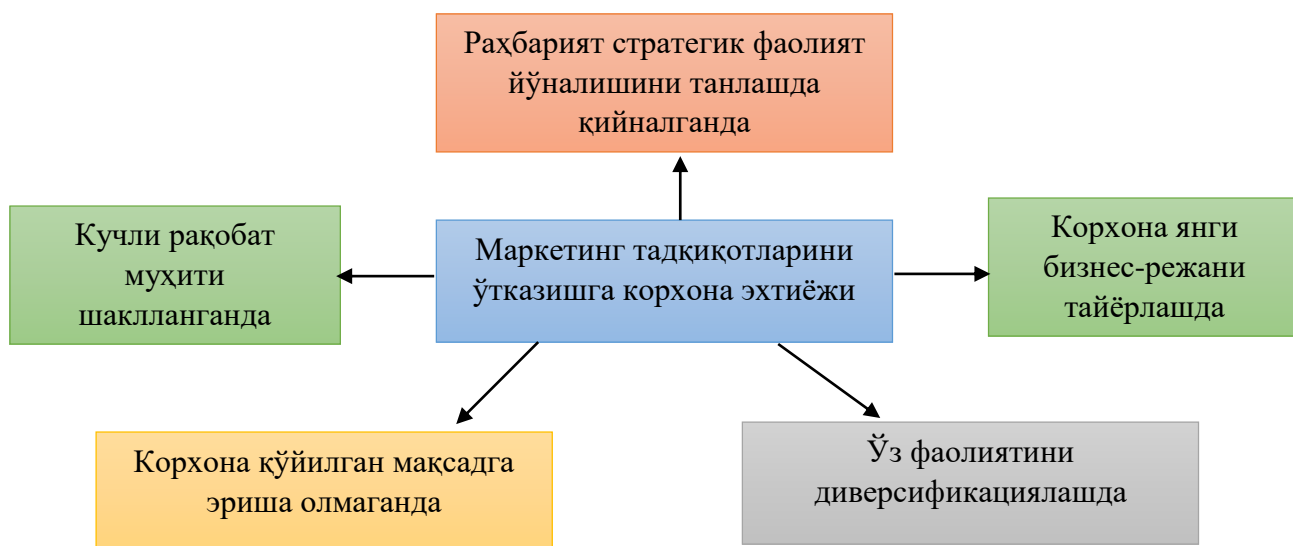 Раҳбарият стратегик фаолият
йўналишини танлашда
қийналганда
Кучли рақобат
муҳити
шаклланганда
Маркетинг тадқиқотларини
ўтказишга корхона эҳтиёжи
Корхона янги
бизнес-режани
тайёрлашда
Корхона қўйилган мақсадга
эриша олмаганда
Ўз фаолиятини
диверсификациялашда